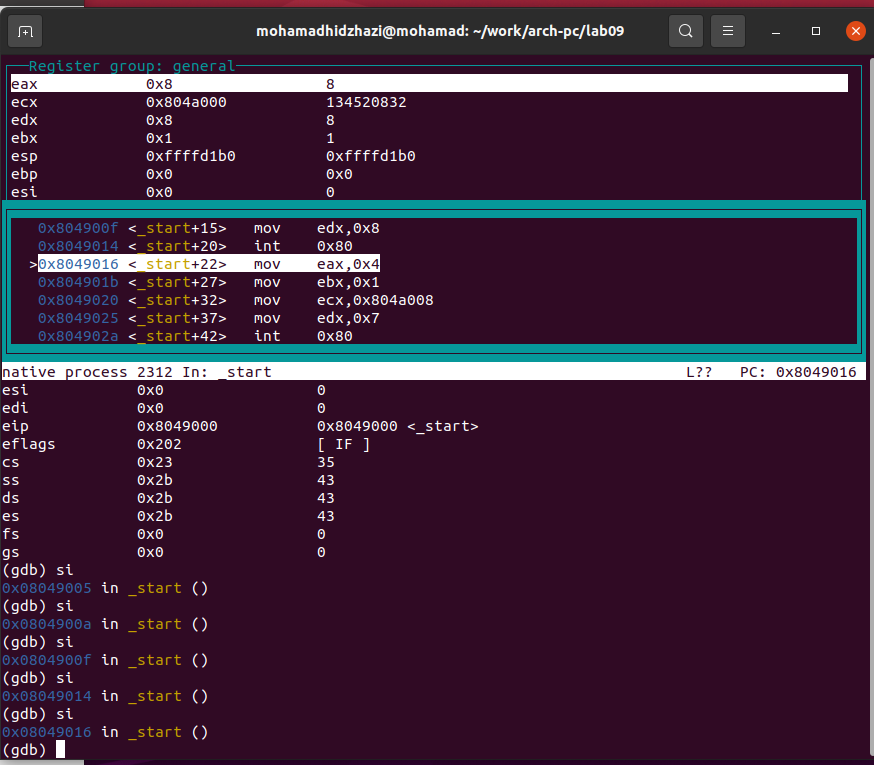 mohamadhidzhazi@mohamad: ~/work/arch-pc/lab09
Register group: general
eax 0x8 8
ecx 0x804a000 134520832
edx 0x8 8
ebx 0x1 1
esp 0xffffd1b0 0xffffd1b0
ebp 0x0 0x0
esi 0x0 0
0x804900f <_start+15> mov edx,0x8
0x8049014 <_start+20> int 0x80
>0x8049016 <_start+22> mov eax,0x4
0x804901b <_start+27> mov ebx,0x1
0x8049020 <_start+32> mov ecx,0x804a008
0x8049025 <_start+37> mov edx,0x7
0x804902a <_start+42> int 0x80
native process 2312 In: _start L?? PC: 0x8049016
esi 0x0 0
edi 0x0 0
eip 0x8049000 0x8049000 <_start>
eflags 0x202 [ IF ]
cs 0x23 35
ss 0x2b 43
ds 0x2b 43
es 0x2b 43
fs 0x0 0
gs 0x0 0
(gdb) si
0x08049005 in _start ()
(gdb) si
0x0804900a in _start ()
(gdb) si
0x0804900f in _start ()
(gdb) si
0x08049014 in _start ()
(gdb) si
0x08049016 in _start ()
(gdb)